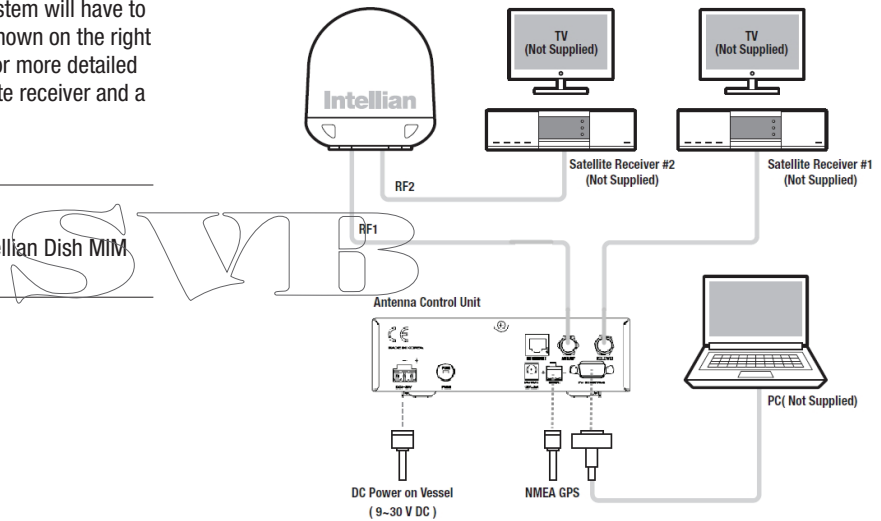 stem will have to
hown on the right
or more detailed
te receiver and a
ellian Dish MIM
SVB
TV
(Not Supplied)
TV
(Not Supplied)
Intellian
Satellite Receiver #2
(Not Supplied)
Satellite Receiver #1
(Not Supplied)
RF2
RF1
Antenna Control Unit
CE
PC( Not Supplied)
DC Power on Vessel
( 9~30 V DC )
NMEA GPS